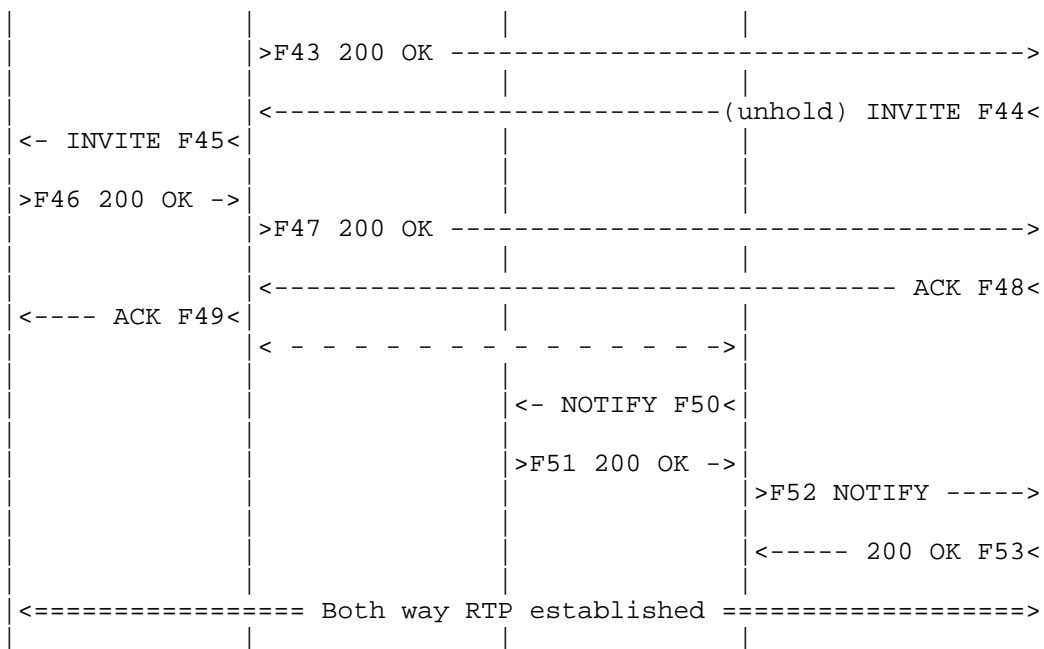 >F43 200 OK ------------------------------------>
<----------------------------(unhold) INVITE F44<
<- INVITE F45<
>F46 200 OK ->
>F47 200 OK ------------------------------------>
<--------------------------------------- ACK F48<
<---- ACK F49<
< - - - - - - - - - - - - - - ->
<- NOTIFY F50<
>F51 200 OK ->
>F52 NOTIFY ----->
<----- 200 OK F53<
<================= Both way RTP established ===================>